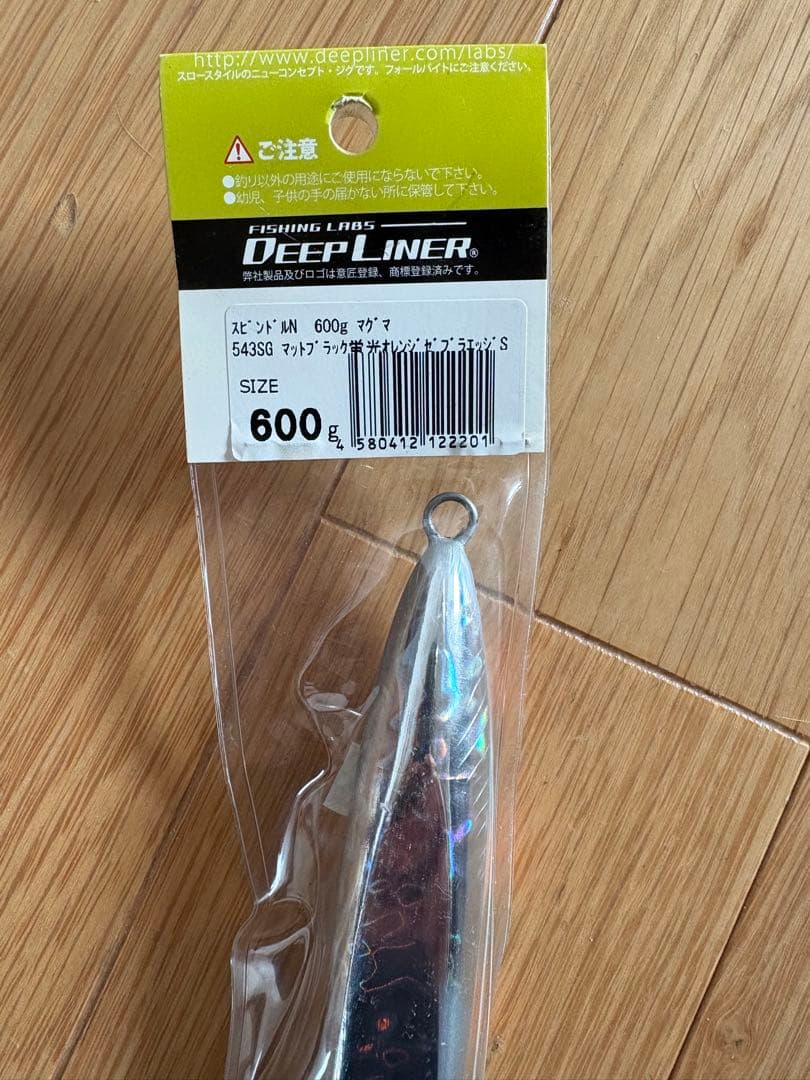 http://www.deepliner.com/labs/
スロースタイルのニューコンセプト・ジグです。フォールバイトにご注意ください。
ご注意
●釣り以外の用途にご使用にならないで下さい。
●幼児、子供の手の届かない所に保管して下さい。
FISHING LABS
DEEP LINER®
弊社製品及びロゴは意匠登録、商標登録済みです。
ｽﾋﾟﾝﾄﾞﾙN 600g ﾏｸﾞﾏ
543SG ﾏｯﾄﾌﾞﾗｯｸ蛍光ｵﾚﾝｼﾞｾﾞﾌﾞﾗｴｯｼﾞS
SIZE
600g
4 580412 122201